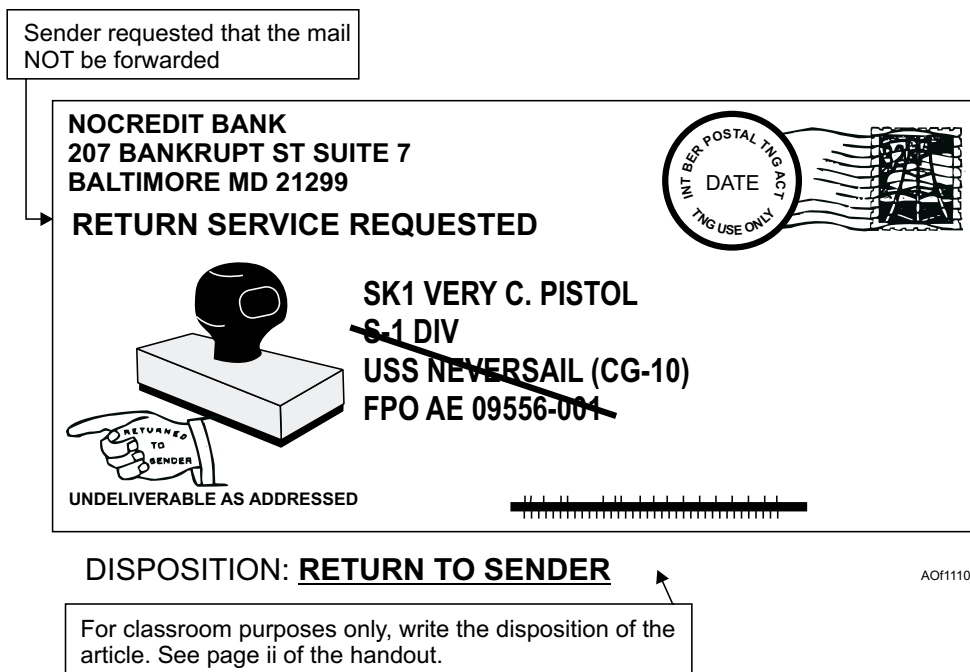 Sender requested that the mail
NOT be forwarded
NOCREDIT BANK
207 BANKRUPT ST SUITE 7
BALTIMORE MD 21299
RETURN SERVICE REQUESTED
INT BER POSTAL TNG ACT
DATE
TNG USE ONLY
SK1 VERY C. PISTOL
S-1 DIV
USS NEVERSAIL (CG-10)
FPO AE 09556-001
RETURNED
TO
SENDER
UNDELIVERABLE AS ADDRESSED
DISPOSITION: RETURN TO SENDER
AOf1110
For classroom purposes only, write the disposition of the
article. See page ii of the handout.